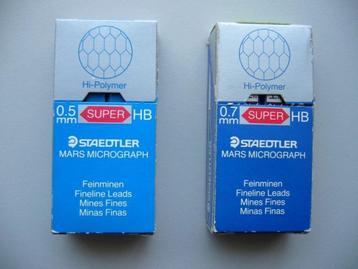 Hi-Polymer
0.5
mm
SUPER
HB
STAEDTLER
MARS MICROGRAPH
Feinminen
Fineline Leads
Mines Fines
Minas Finas
Hi-Polymer
0.7
mm
SUPER
HB
STAEDTLER
MARS MICROGRAPH
Feinminen
Fineline Leads
Mines Fines
Minas Finas